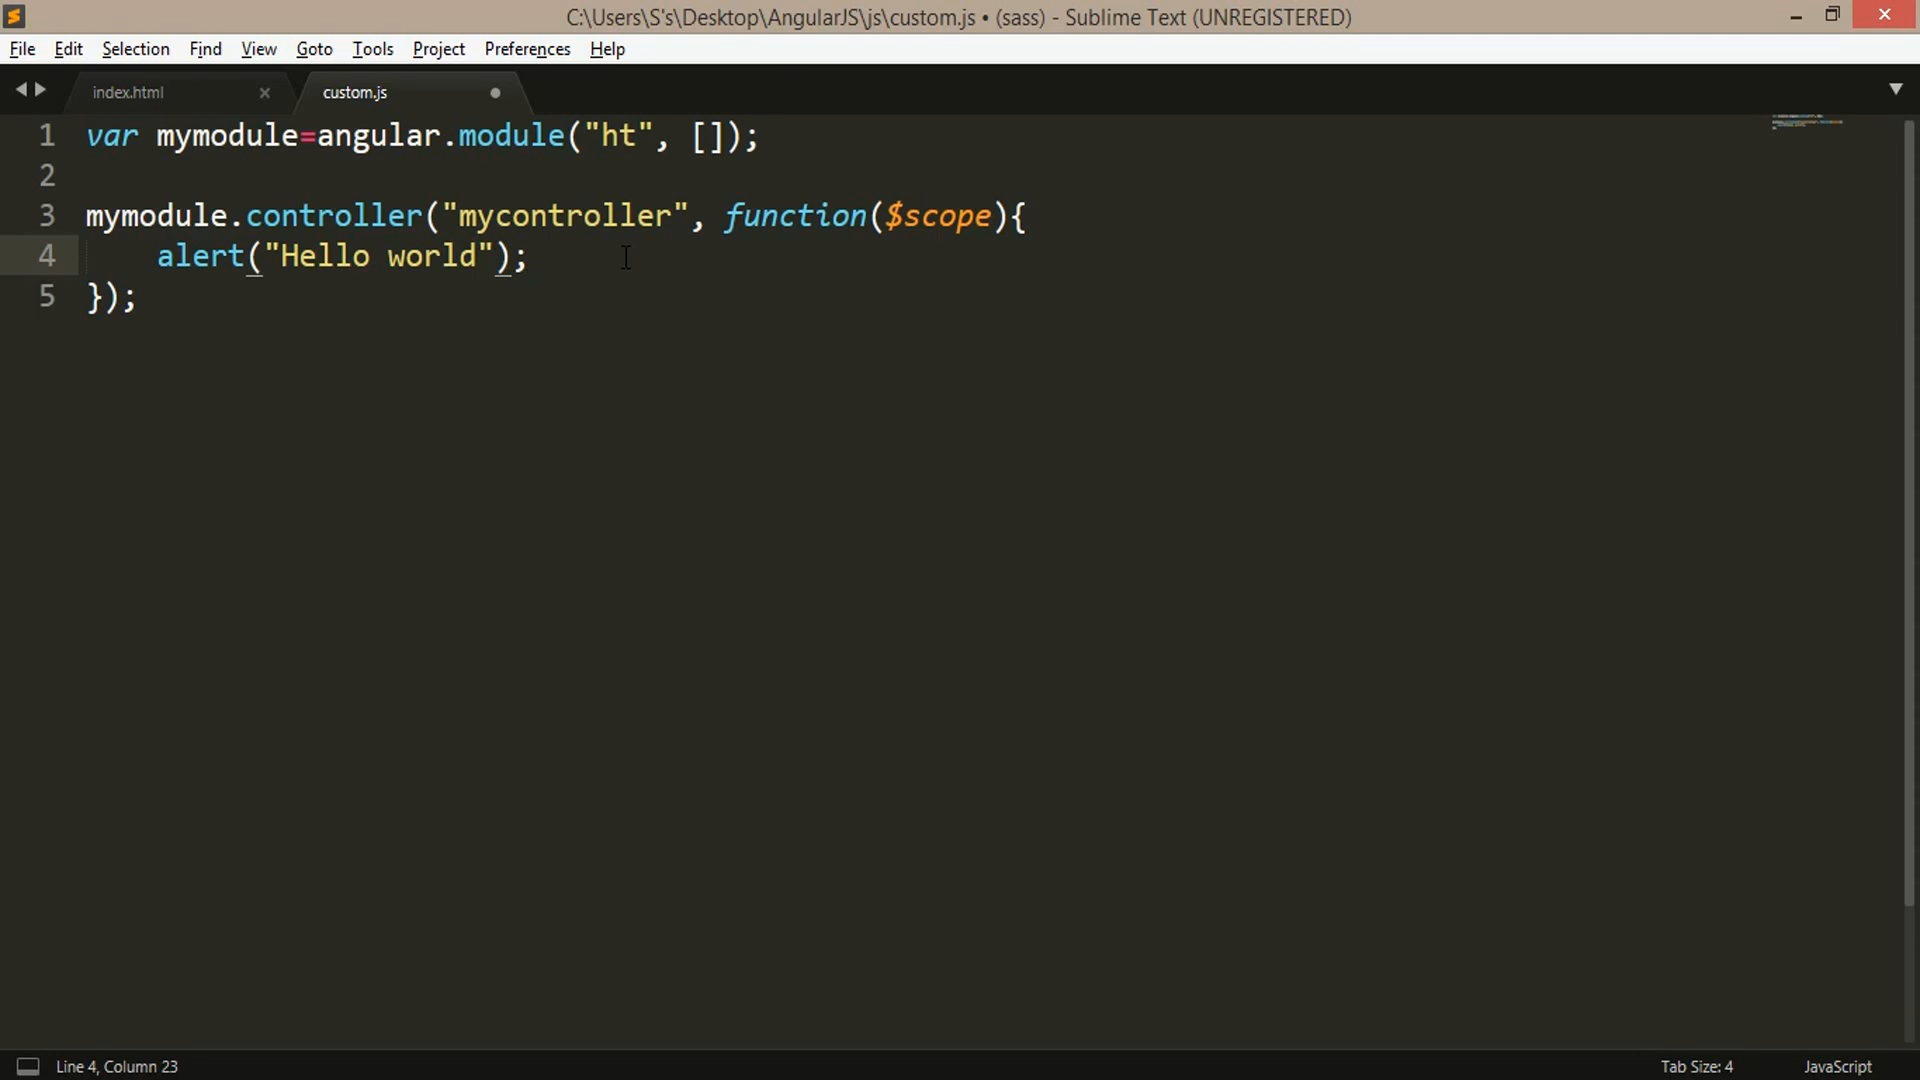 C:\Users\S's\Desktop\AngularJS\js\custom.js • (sass) - Sublime Text (UNREGISTERED)
File Edit Selection Find View Goto Tools Project Preferences Help
index.html × custom.js
1 var mymodule=angular.module("ht", []);
2
3 mymodule.controller("mycontroller", function($scope){
4 alert("Hello world");
5 });
Line 4, Column 23 Tab Size: 4 JavaScript